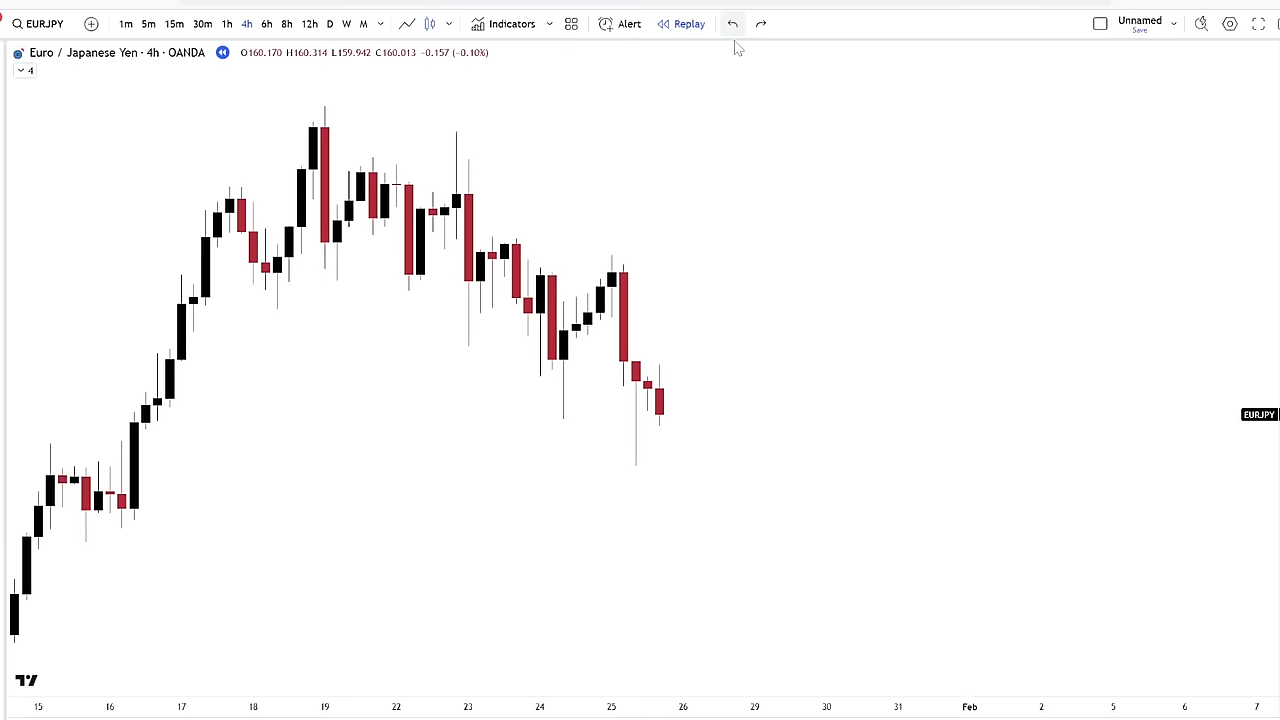 EURJPY 1m 5m 15m 30m 1h 4h 6h 8h 12h D W M Indicators Alert Replay Unnamed
Save
Euro / Japanese Yen · 4h · OANDA O160.170 H160.314 L159.942 C160.013 −0.157 (−0.10%)
4
EURJPY
15 16 17 18 19 22 23 24 25 26 29 30 31 Feb 2 5 6 7